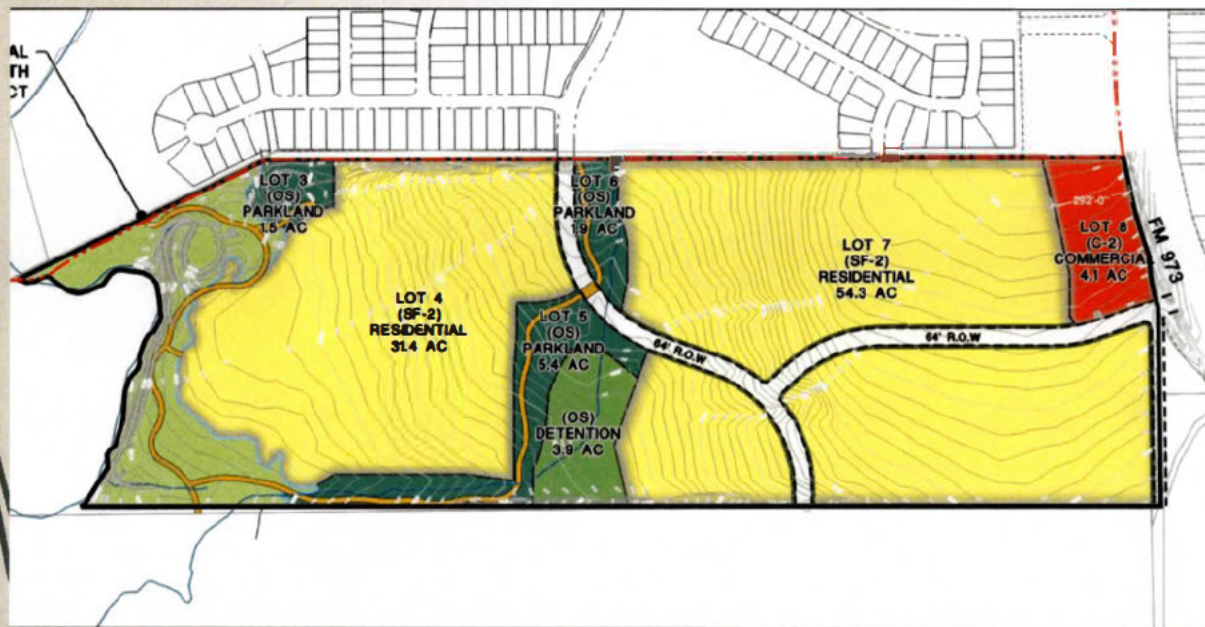 AL
TH
CT
LOT 3
(OS)
PARKLAND
1.5 AC
LOT 6
(OS)
PARKLAND
1.9 AC
LOT 4
(SF-2)
RESIDENTIAL
31.4 AC
LOT 5
(OS)
PARKLAND
5.4 AC
(OS)
DETENTION
3.9 AC
LOT 7
(SF-2)
RESIDENTIAL
54.3 AC
292'-0"
LOT 8
(C-2)
COMMERCIAL
4.1 AC
FM 973
64' R.O.W
64' R.O.W